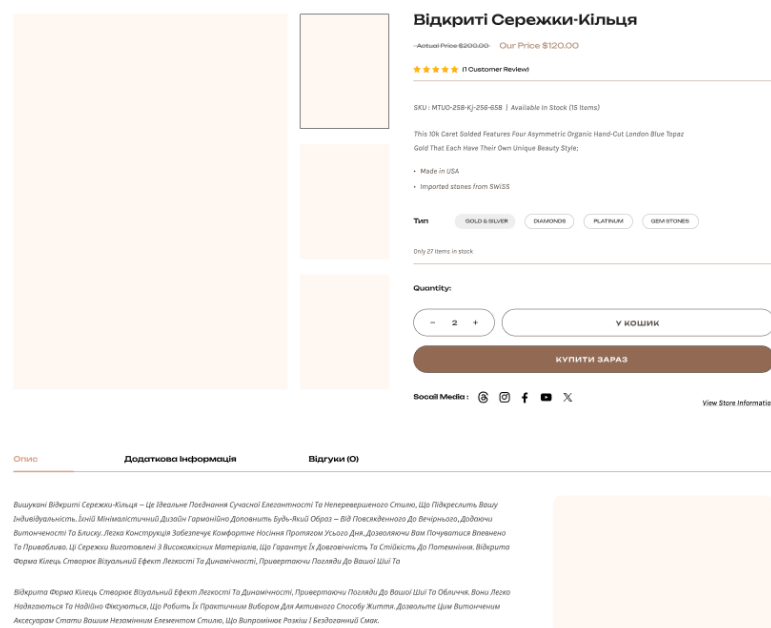 Відкриті Сережки-Кільця
Actual Price $200.00 Our Price $120.00
(1 Customer Review)
SKU : MTUD-258-Kj-256-658 | Available In Stock (15 Items)
This 10k Caret Solded Features Four Asymmetric Organic Hand-Cut London Blue Topaz
Gold That Each Have Their Own Unique Beauty Style;
• Made in USA
• Imported stones from SWISS
Тип GOLD & SILVER DIAMONDS PLATINUM GEM STONES
Only 27 Items in stock
Quantity:
− 2 + У КОШИК
КУПИТИ ЗАРАЗ
Socail Media :
View Store Informatio
Опис Додаткова Інформація Відгуки (0)
Вишукані Відкриті Сережки-Кільця – Це Ідеальне Поєднання Сучасної Елегантності Та Неперевершеного Стилю, Що Підкреслить Вашу
Індивідуальність. Їхній Мінімалістичний Дизайн Гармонійно Доповнить Будь-Який Образ – Від Повсякденного До Вечірнього, Додаючи
Витонченості Та Блиску. Легка Конструкція Забезпечує Комфортне Носіння Протягом Усього Дня, Дозволяючи Вам Почуватися Впевнено
Та Привабливо. Ці Сережки Виготовлені З Високоякісних Матеріалів, Що Гарантує Їх Довговічність Та Стійкість До Потемніння. Відкрита
Форма Кілець Створює Візуальний Ефект Легкості Та Динамічності, Привертаючи Погляди До Вашої Шиї Та
Відкрита Форма Кілець Створює Візуальний Ефект Легкості Та Динамічності, Привертаючи Погляди До Вашої Шиї Та Обличчя. Вони Легко
Надягаються Та Надійно Фіксуються, Що Робить Їх Практичним Вибором Для Активного Способу Життя. Дозвольте Цим Витонченим
Аксесуарам Стати Вашим Незамінним Елементом Стилю, Що Випромінює Розкіш І Бездоганний Смак.